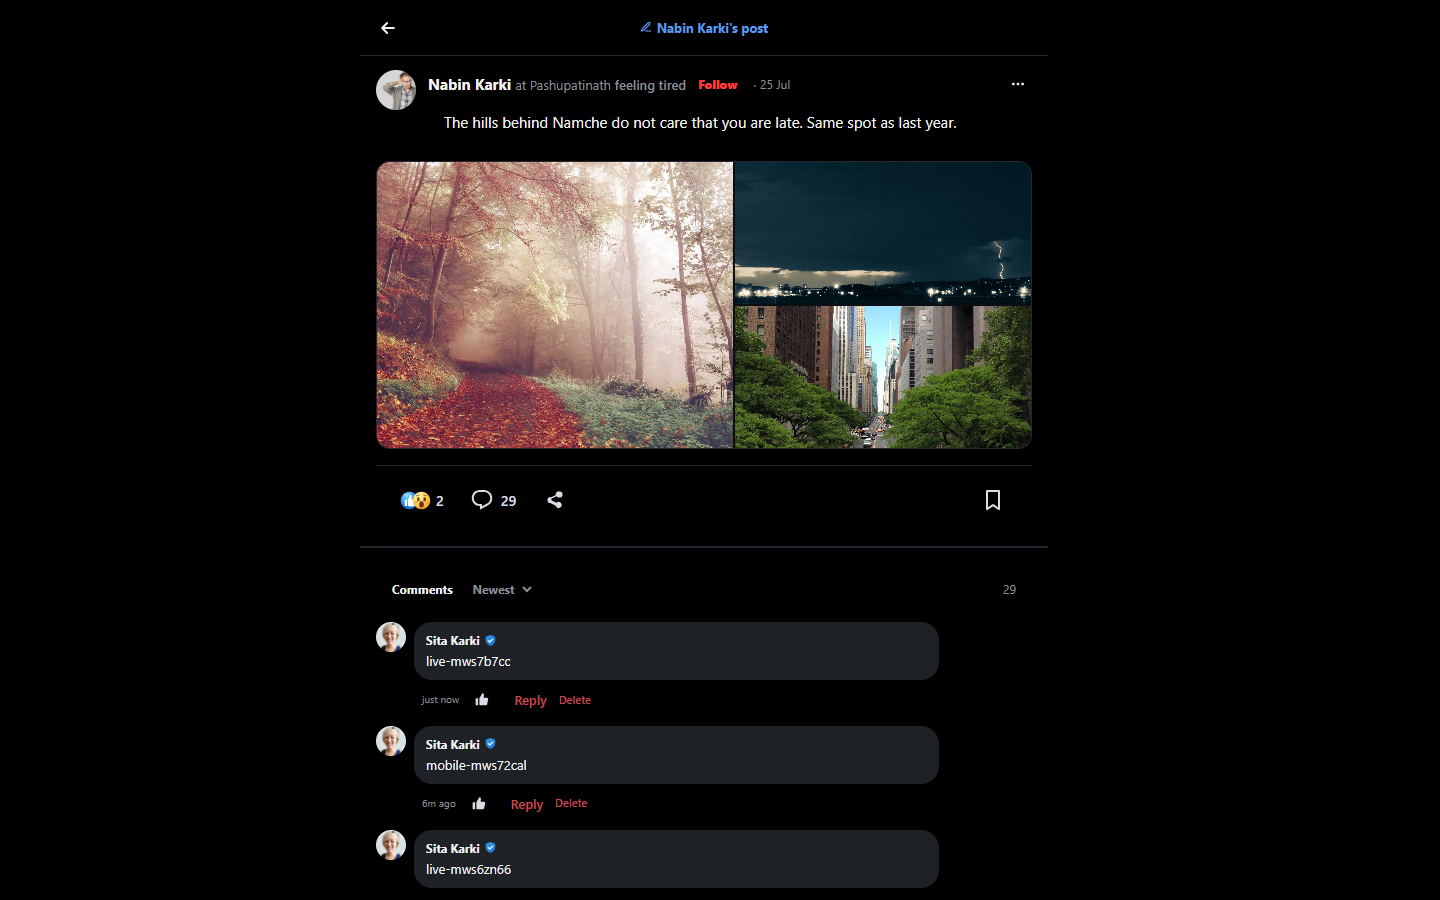 Nabin Karki's post
Nabin Karki at Pashupatinath feeling tired Follow · 25 Jul
The hills behind Namche do not care that you are late. Same spot as last year.
2 29
Comments Newest 29
Sita Karki
live-mws7b7cc
just now Reply Delete
Sita Karki
mobile-mws72cal
6m ago Reply Delete
Sita Karki
live-mws6zn66